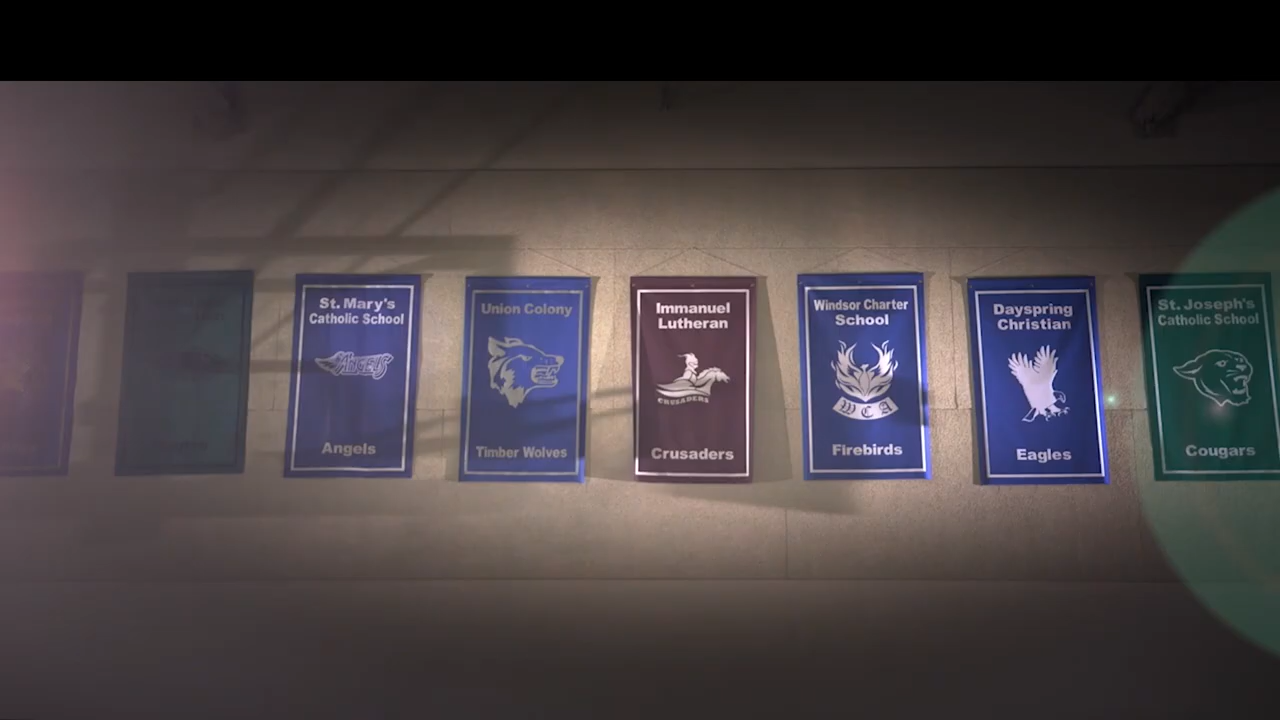 St. Mary's
Catholic School
Angels
Angels
Union Colony
Timber Wolves
Immanuel
Lutheran
CRUSADERS
Crusaders
Windsor Charter
School
WCA
Firebirds
Dayspring
Christian
Eagles
St. Joseph's
Catholic School
Cougars